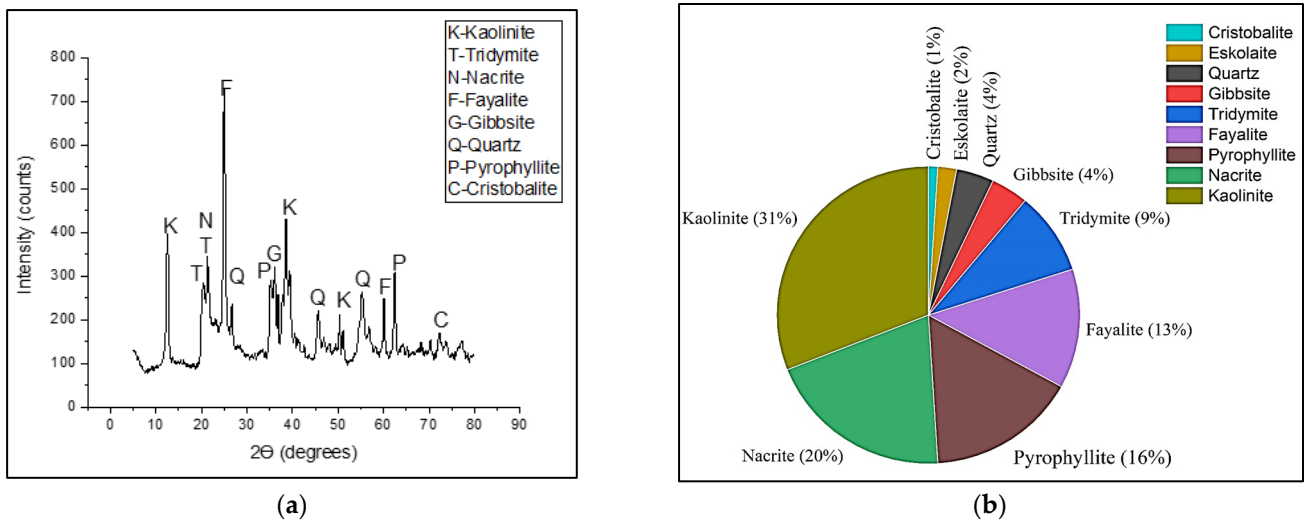 K-Kaolinite
T-Tridymite
N-Nacrite
F-Fayalite
G-Gibbsite
Q-Quartz
P-Pyrophyllite
C-Cristobalite
800
700
600
500
400
300
200
100
0
Intensity (counts)
K
T
N
T
F
Q
P
G
K
Q
K
Q
F
P
C
0 10 20 30 40 50 60 70 80 90
2Θ (degrees)
(a)
Cristobalite (1%)
Eskolaite (2%)
Quartz (4%)
Gibbsite (4%)
Tridymite (9%)
Fayalite (13%)
Pyrophyllite (16%)
Nacrite (20%)
Kaolinite (31%)
Cristobalite
Eskolaite
Quartz
Gibbsite
Tridymite
Fayalite
Pyrophyllite
Nacrite
Kaolinite
(b)